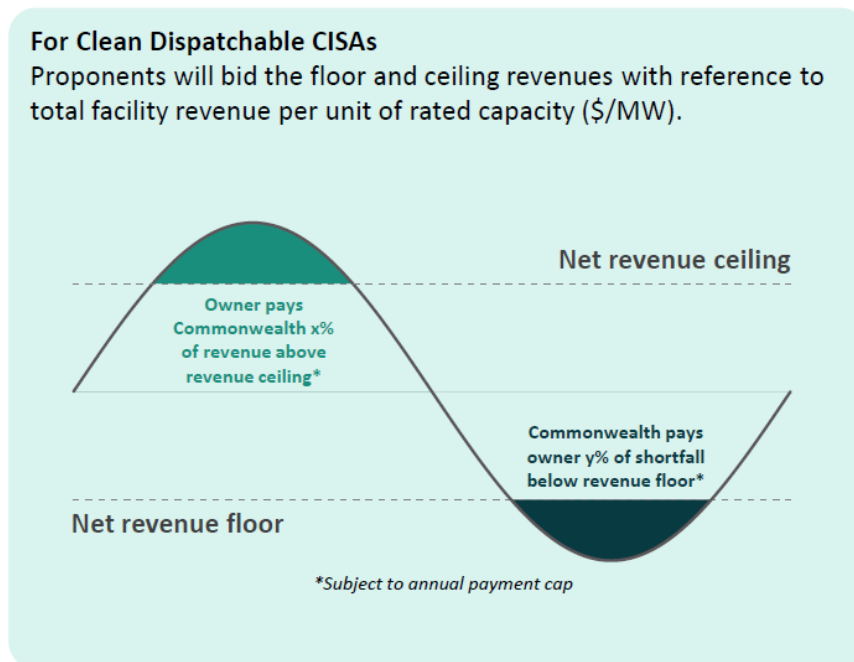 For Clean Dispatchable CISAs
Proponents will bid the floor and ceiling revenues with reference to
total facility revenue per unit of rated capacity ($/MW).
Net revenue ceiling
Owner pays
Commonwealth x%
of revenue above
revenue ceiling*
Commonwealth pays
owner y% of shortfall
below revenue floor*
Net revenue floor
*Subject to annual payment cap